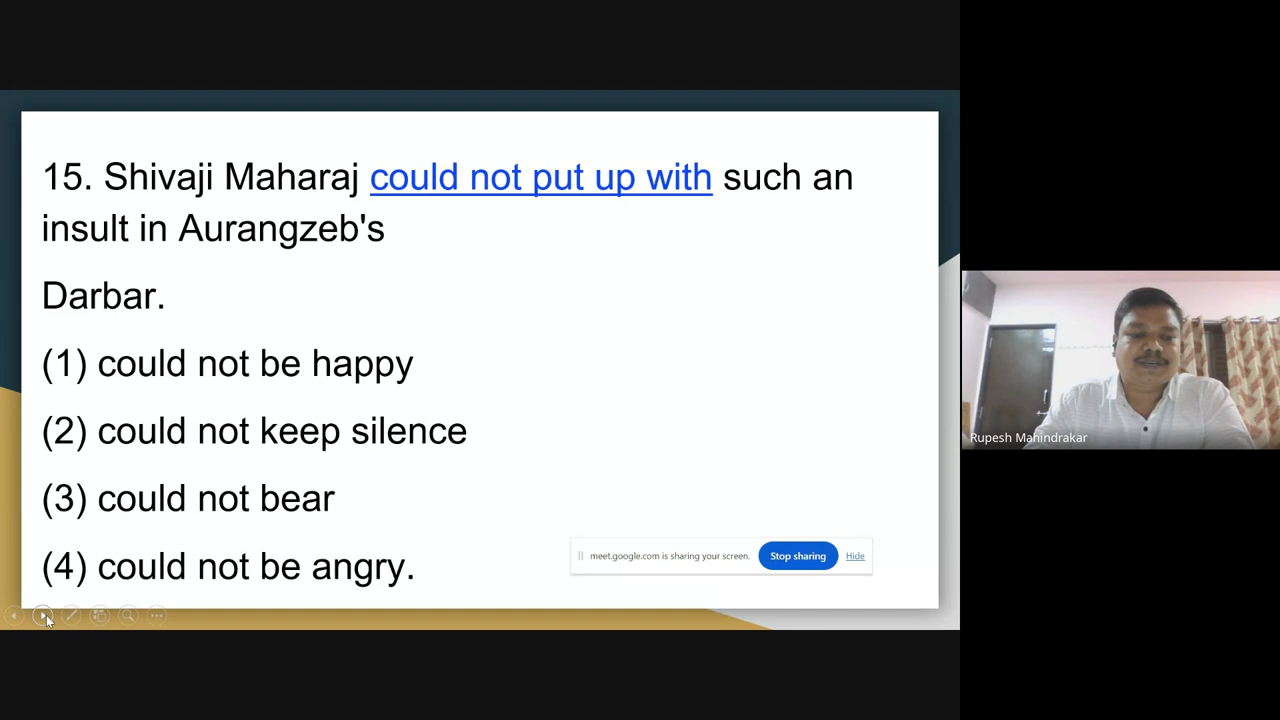 15. Shivaji Maharaj could not put up with such an
insult in Aurangzeb's
Darbar.
(1) could not be happy
(2) could not keep silence
(3) could not bear
(4) could not be angry.
meet.google.com is sharing your screen. Stop sharing Hide
Rupesh Mahindrakar